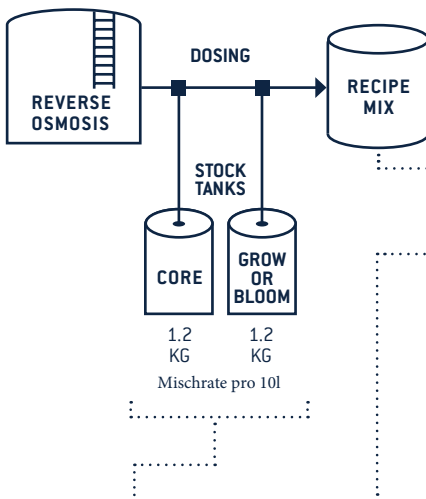 DOSING
REVERSE
OSMOSIS
RECIPE
MIX
STOCK
TANKS
CORE
GROW
OR
BLOOM
1.2
KG
1.2
KG
Mischrate pro 10l